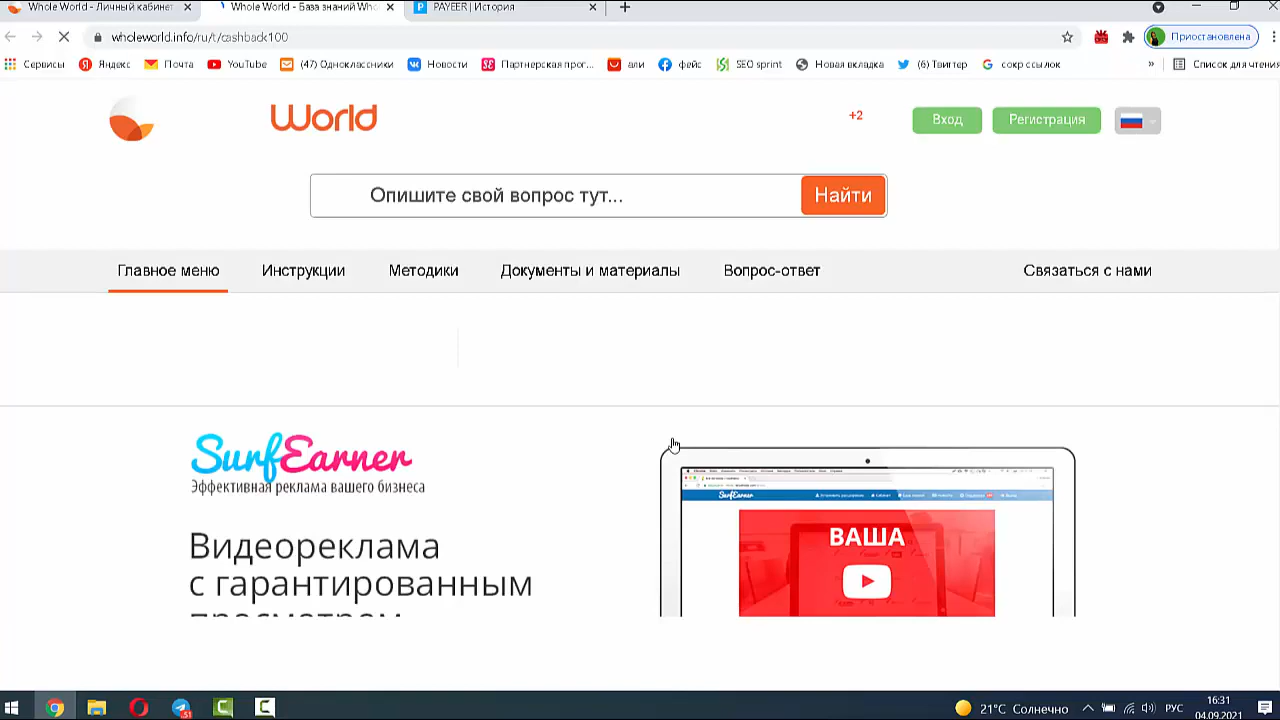 Whole World - Личный кабинет
Whole World - База знаний Who
PAYEER | История
wholeworld.info/ru/t/cashback100
Приостановлена
Сервисы
Яндекс
Почта
YouTube
(47) Одноклассники
Новости
Партнерская прог...
али
фейс
SEO sprint
Новая вкладка
(6) Твиттер
сокр ссылок
»
Список для чтения
World
+2
Вход
Регистрация
Опишите свой вопрос тут...
Найти
Главное меню
Инструкции
Методики
Документы и материалы
Вопрос-ответ
Связаться с нами
SurfEarner
Эффективная реклама вашего бизнеса
Видеореклама
с гарантированным
просмотром
SurfEarner
ВАША
51
21°C Солнечно
РУС
16:31
04.09.2021